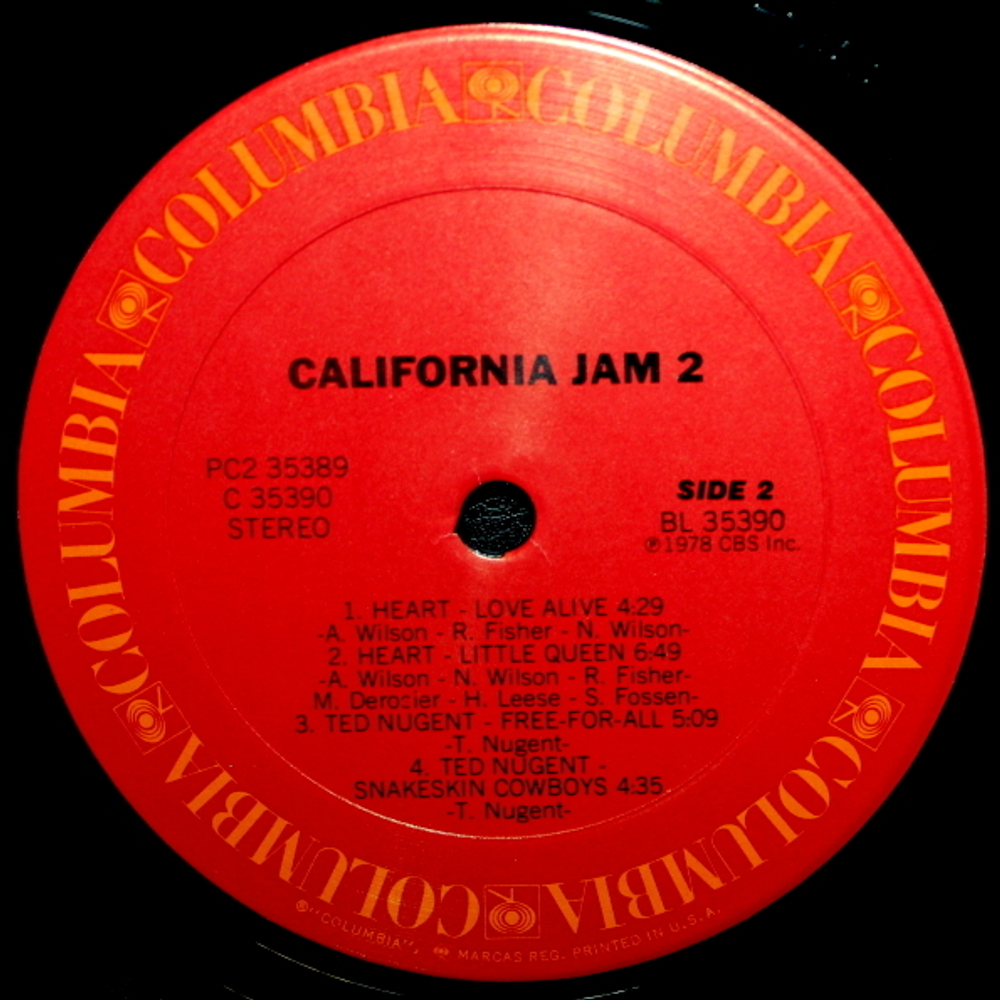 COLUMBIA COLUMBIA COLUMBIA COLUMBIA COLUMBIA COLUMBIA
CALIFORNIA JAM 2
PC2 35389
C 35390
STEREO
SIDE 2
BL 35390
℗1978 CBS Inc.
1. HEART - LOVE ALIVE 4:29
-A. Wilson - R. Fisher - N. Wilson-
2. HEART - LITTLE QUEEN 6:49
-A. Wilson - N. Wilson - R. Fisher-
M. Derosier - H. Leese - S. Fossen-
3. TED NUGENT - FREE-FOR-ALL 5:09
-T. Nugent-
4. TED NUGENT -
SNAKESKIN COWBOYS 4:35
-T. Nugent-
®"COLUMBIA", MARCAS REG. PRINTED IN U.S.A.